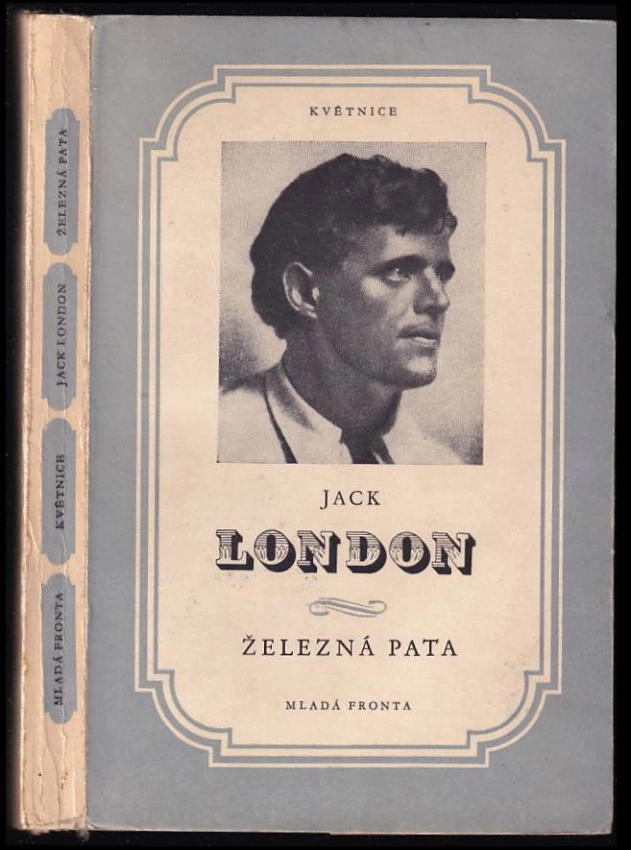 KVĚTNICE
JACK
LONDON
ŽELEZNÁ PATA
MLADÁ FRONTA
MLADÁ FRONTA
KVĚTNICE
JACK LONDON
ŽELEZNÁ PATA